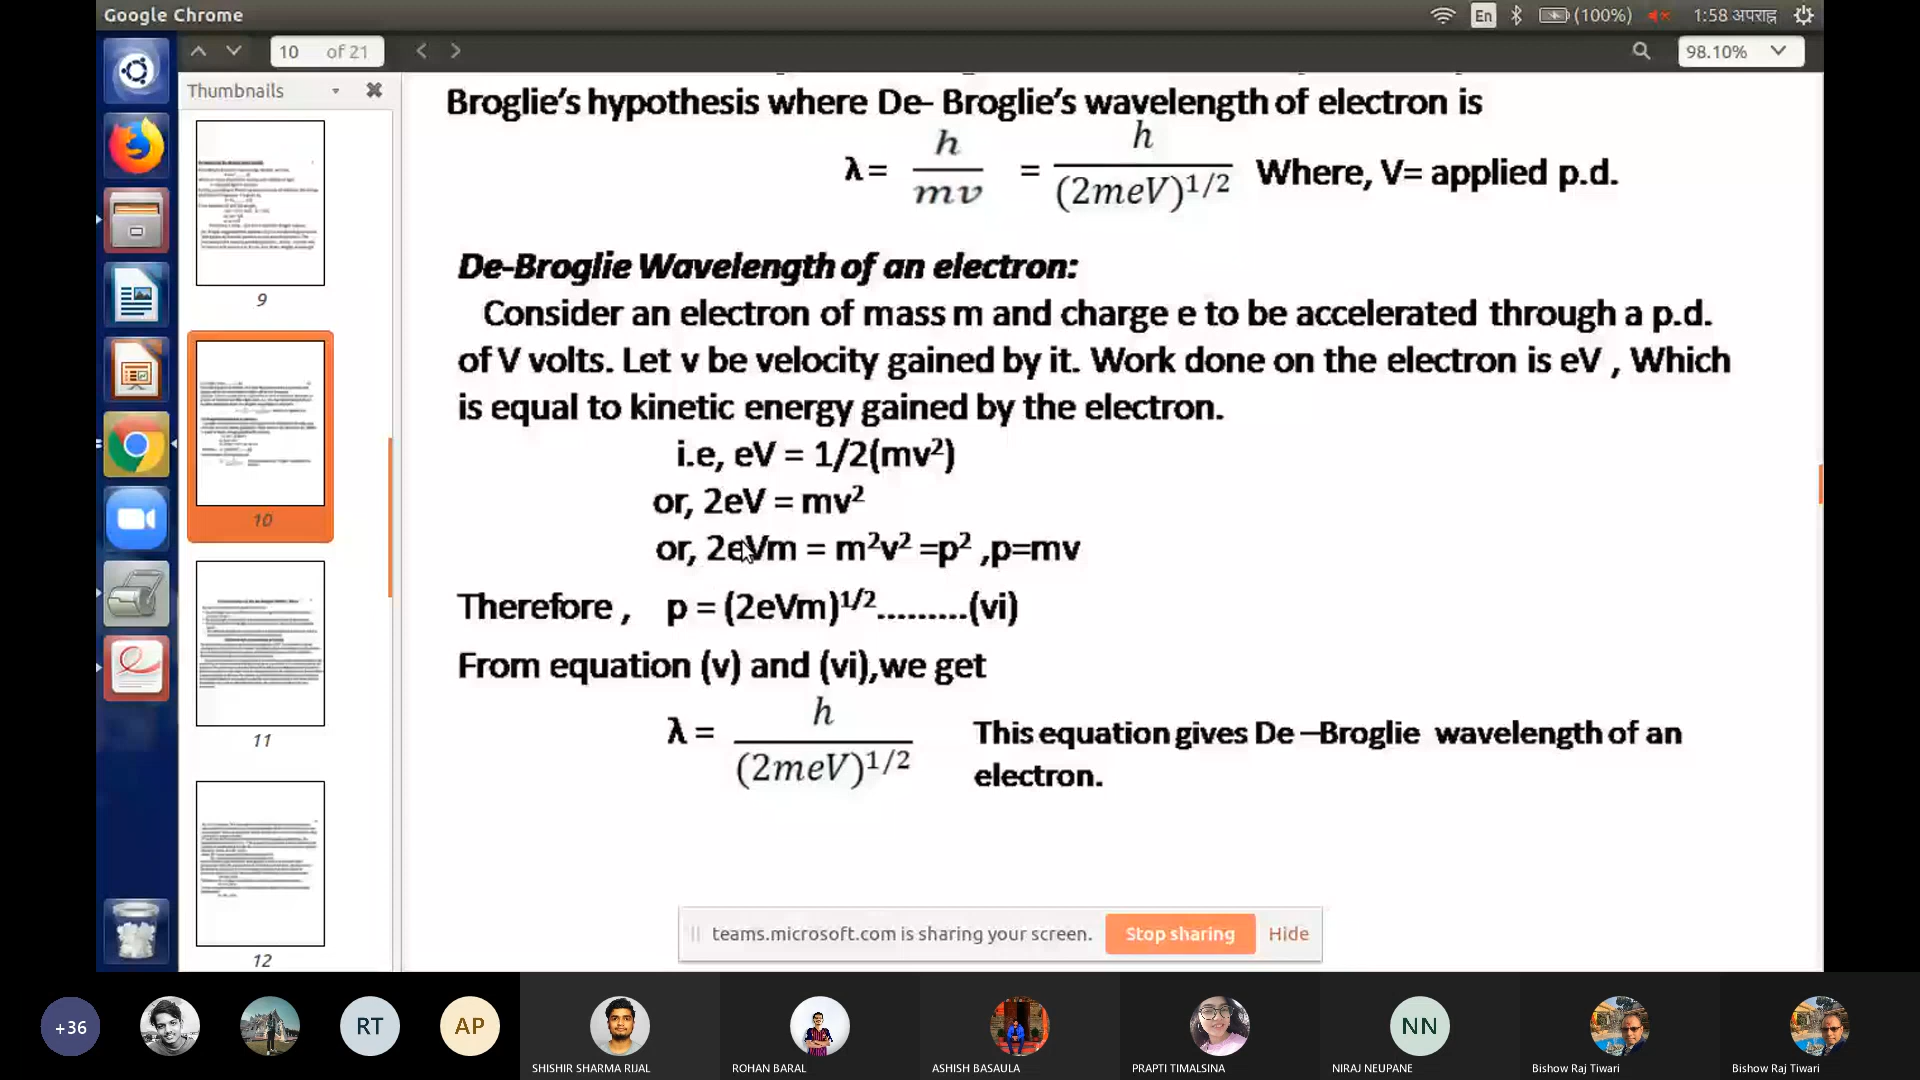 Google Chrome
En
(100%)
1:58 अपराह्न
10 of 21
98.10%
Thumbnails
9
10
11
12
Broglie’s hypothesis where De- Broglie’s wavelength of electron is
λ = h/mv = h/(2meV)^1/2 Where, V= applied p.d.
De-Broglie Wavelength of an electron:
Consider an electron of mass m and charge e to be accelerated through a p.d.
of V volts. Let v be velocity gained by it. Work done on the electron is eV , Which
is equal to kinetic energy gained by the electron.
i.e, eV = 1/2(mv²)
or, 2eV = mv²
or, 2eVm = m²v² =p² ,p=mv
Therefore , p = (2eVm)^1/2.........(vi)
From equation (v) and (vi),we get
λ = h/(2meV)^1/2 This equation gives De –Broglie wavelength of an
electron.
teams.microsoft.com is sharing your screen. Stop sharing Hide
+36
RT
AP
NN
SHISHIR SHARMA RIJAL
ROHAN BARAL
ASHISH BASAULA
PRAPTI TIMALSINA
NIRAJ NEUPANE
Bishow Raj Tiwari
Bishow Raj Tiwari